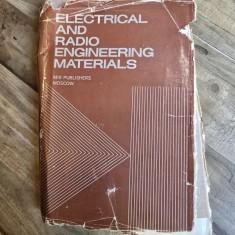 ELECTRICAL
AND
RADIO
ENGINEERING
MATERIALS
MIR PUBLISHERS
MOSCOW